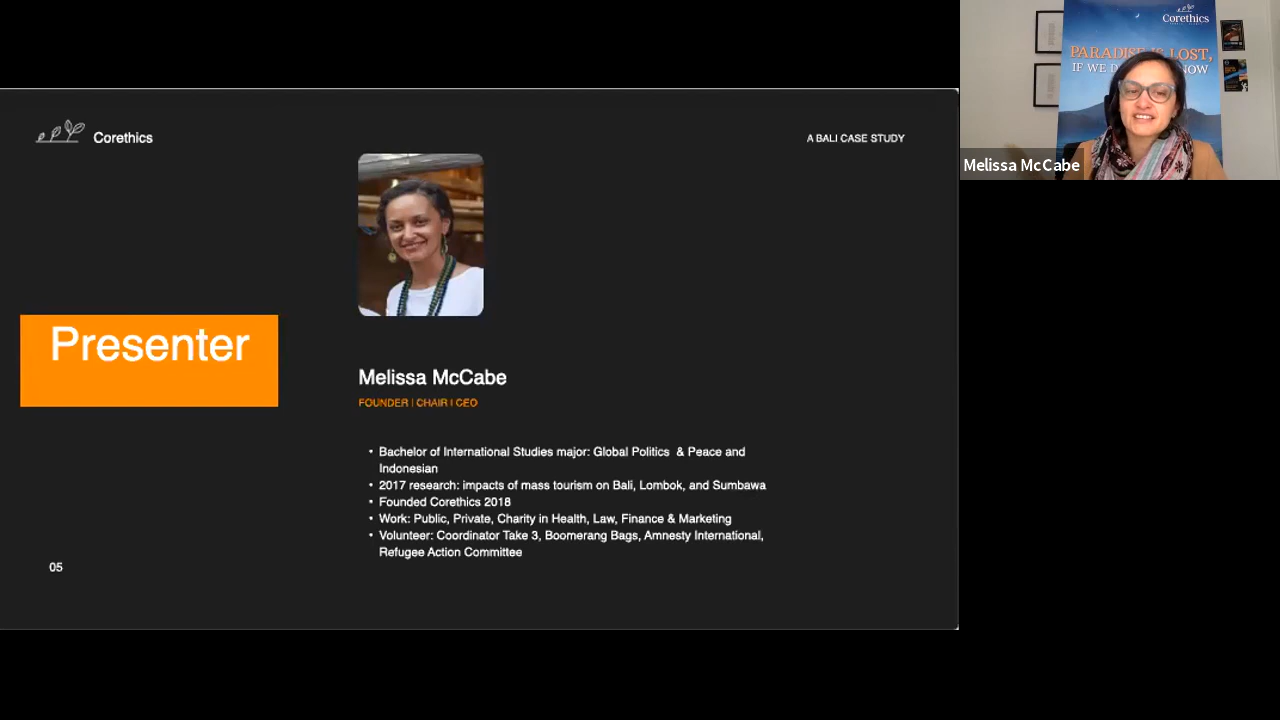 Corethics
A BALI CASE STUDY
Presenter
Melissa McCabe
FOUNDER | CHAIR | CEO
• Bachelor of International Studies major: Global Politics & Peace and
Indonesian
• 2017 research: impacts of mass tourism on Bali, Lombok, and Sumbawa
• Founded Corethics 2018
• Work: Public, Private, Charity in Health, Law, Finance & Marketing
• Volunteer: Coordinator Take 3, Boomerang Bags, Amnesty International,
Refugee Action Committee
05
Corethics
PARADISE IS LOST,
IF WE D NOW
Melissa McCabe